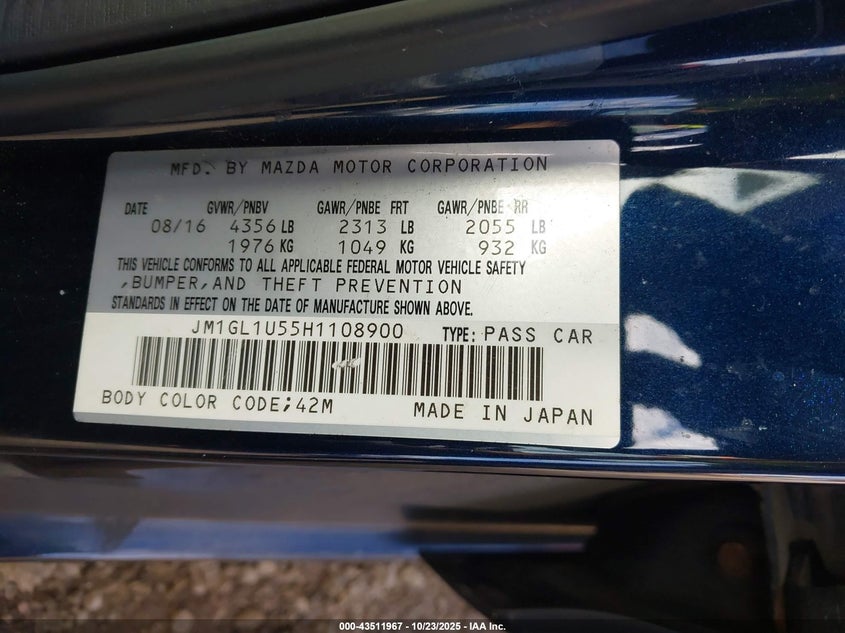 MFD. BY MAZDA MOTOR CORPORATION
DATE GVWR/PNBV GAWR/PNBE FRT GAWR/PNBE RR
08/16 4356 LB 2313 LB 2055 LB
1976 KG 1049 KG 932 KG
THIS VEHICLE CONFORMS TO ALL APPLICABLE FEDERAL MOTOR VEHICLE SAFETY
,BUMPER,AND THEFT PREVENTION
STANDARDS IN EFFECT ON THE DATE OF MANUFACTURE SHOWN ABOVE.
JM1GL1U55H1108900 TYPE: PASS CAR
BODY COLOR CODE;42M MADE IN JAPAN
000-43511967 - 10/23/2025 - IAA Inc.